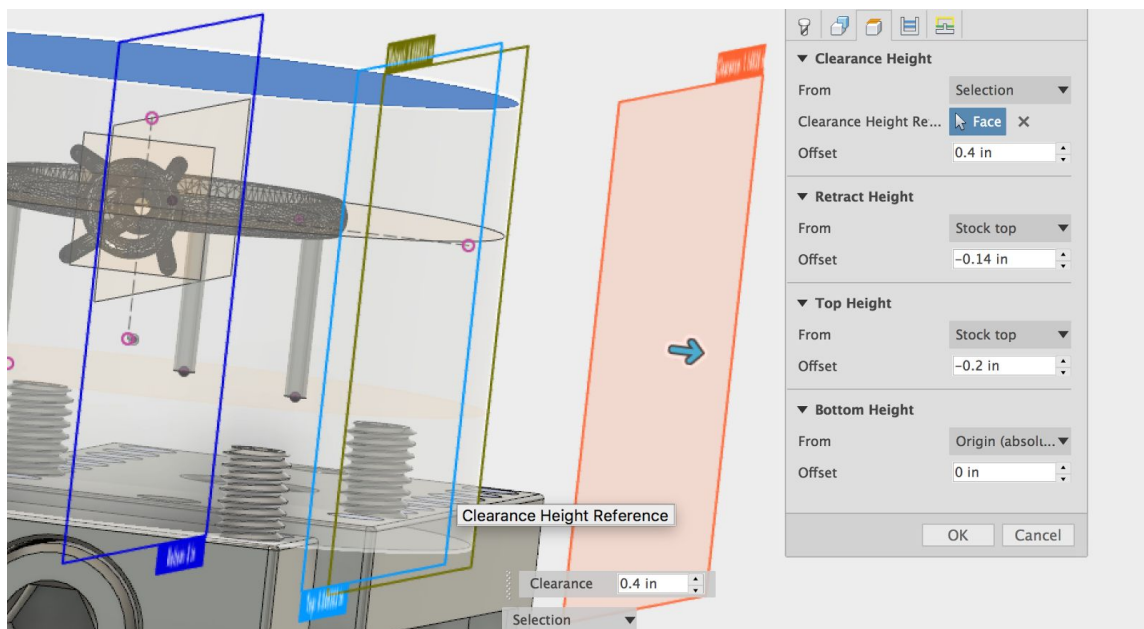 Clearance Height
From Selection
Clearance Height Re... Face
Offset 0.4 in
Retract Height
From Stock top
Offset -0.14 in
Top Height
From Stock top
Offset -0.2 in
Bottom Height
From Origin (absolu...
Offset 0 in
OK Cancel
Clearance Height Reference
Clearance 0.4 in
Selection